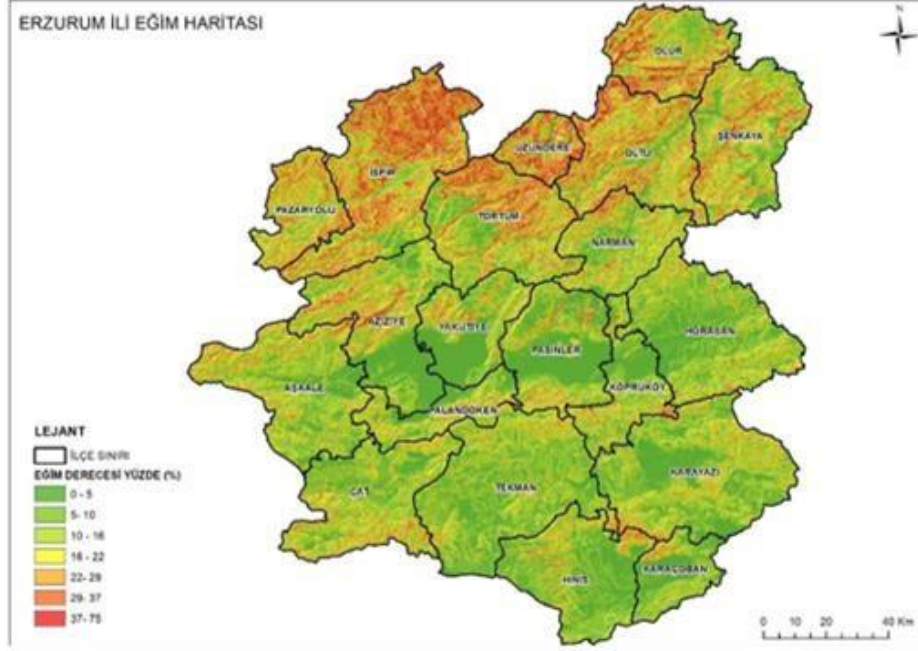 ERZURUM İLİ EĞİM HARİTASI
N
OLUR
ŞENKAYA
UZUNDERE
OLTU
İSPİR
PAZARYOLU
TORTUM
NARMAN
AZİZİYE
YAKUTİYE
HORASAN
PASİNLER
AŞKALE
KÖPRÜKÖY
PALANDÖKEN
KARAYAZI
ÇAT
TEKMAN
HINIS
KARAÇOBAN
LEJANT
İLÇE SINIRI
EĞİM DERECESİ YÜZDE (%)
0 - 5
5- 10
10 - 16
16 - 22
22- 29
29- 37
37- 75
0 10 20 40 Km